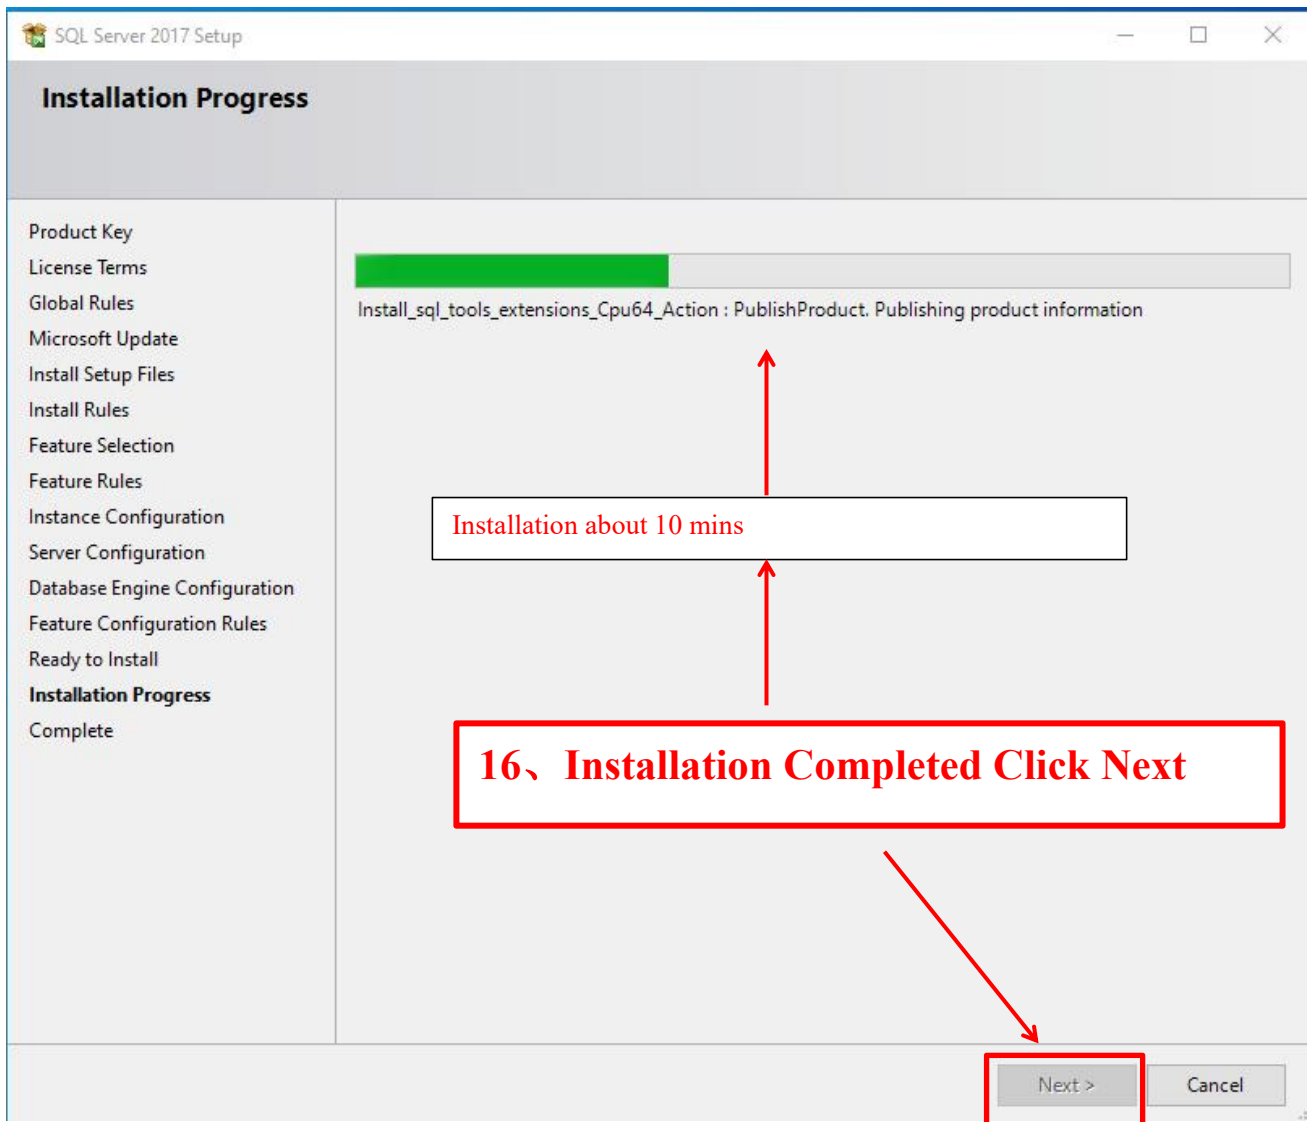 SQL Server 2017 Setup
Installation Progress
Product Key
License Terms
Global Rules
Microsoft Update
Install Setup Files
Install Rules
Feature Selection
Feature Rules
Instance Configuration
Server Configuration
Database Engine Configuration
Feature Configuration Rules
Ready to Install
Installation Progress
Complete
Install_sql_tools_extensions_Cpu64_Action : PublishProduct. Publishing product information
Installation about 10 mins
16、Installation Completed Click Next
Next >
Cancel